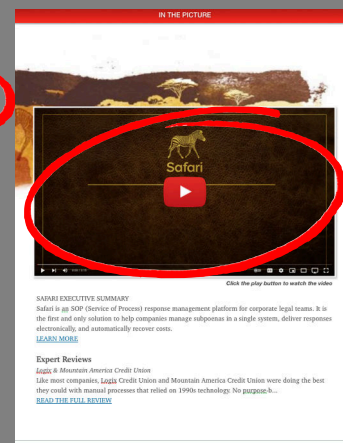 IN THE PICTURE
Safari
Click the play button to watch the video
SAFARI EXECUTIVE SUMMARY
Safari is an SOP (Service of Process) response management platform for corporate legal teams. It is
the first and only solution to help companies manage subpoenas in a single system, deliver responses
electronically, and automatically recover costs.
LEARN MORE
Expert Reviews
Logix & Mountain America Credit Union
Like most companies, Logix Credit Union and Mountain America Credit Union were doing the best
they could with manual processes that relied on 1990s technology. No purpose-b...
READ THE FULL REVIEW